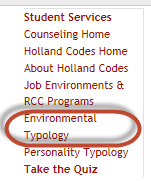 Student Services
Counseling Home
Holland Codes Home
About Holland Codes
Job Environments &
RCC Programs
Environmental
Typology
Personality Typology
Take the Quiz